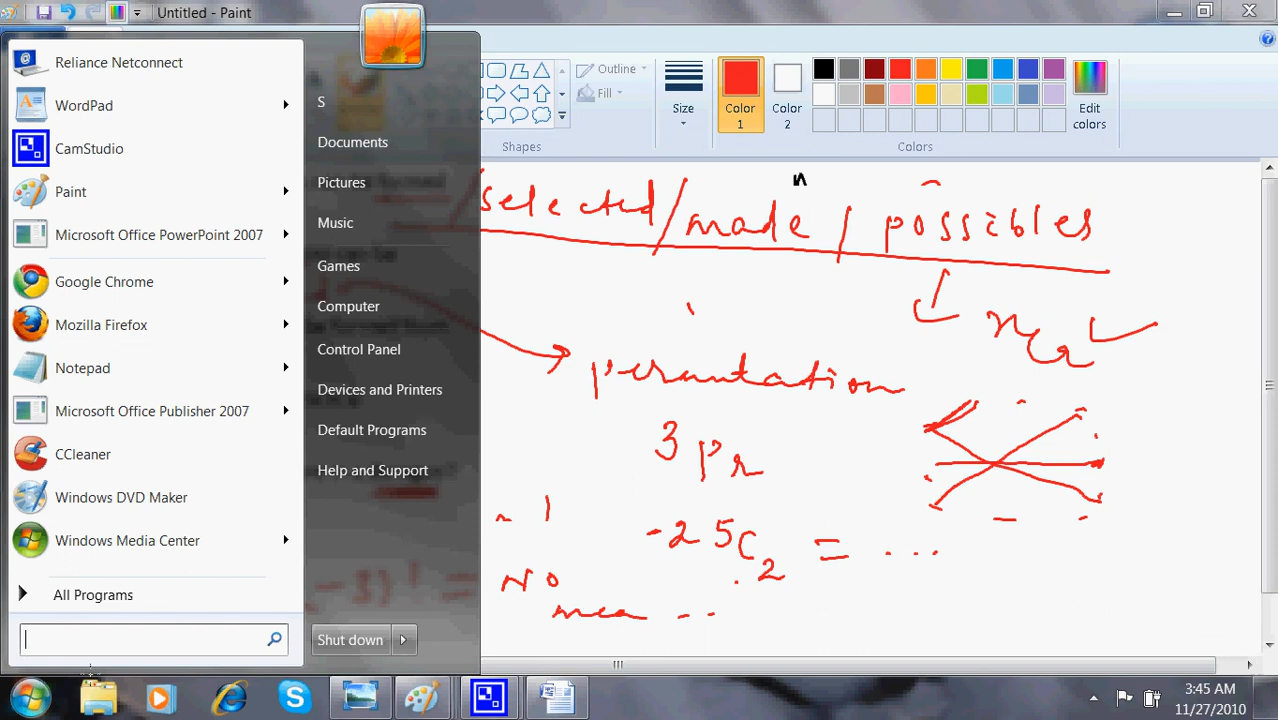 Untitled - Paint
Reliance Netconnect
WordPad
CamStudio
Paint
Microsoft Office PowerPoint 2007
Google Chrome
Mozilla Firefox
Notepad
Microsoft Office Publisher 2007
CCleaner
Windows DVD Maker
Windows Media Center
All Programs
S
Documents
Pictures
Music
Games
Computer
Control Panel
Devices and Printers
Default Programs
Help and Support
Shut down
Outline
Fill
Shapes
Size
Color 1
Color 2
Edit colors
Colors
n
selected/made/possibles
nCr
permutation
3pr
25C2 = ...
No
mea ...
3:45 AM
11/27/2010